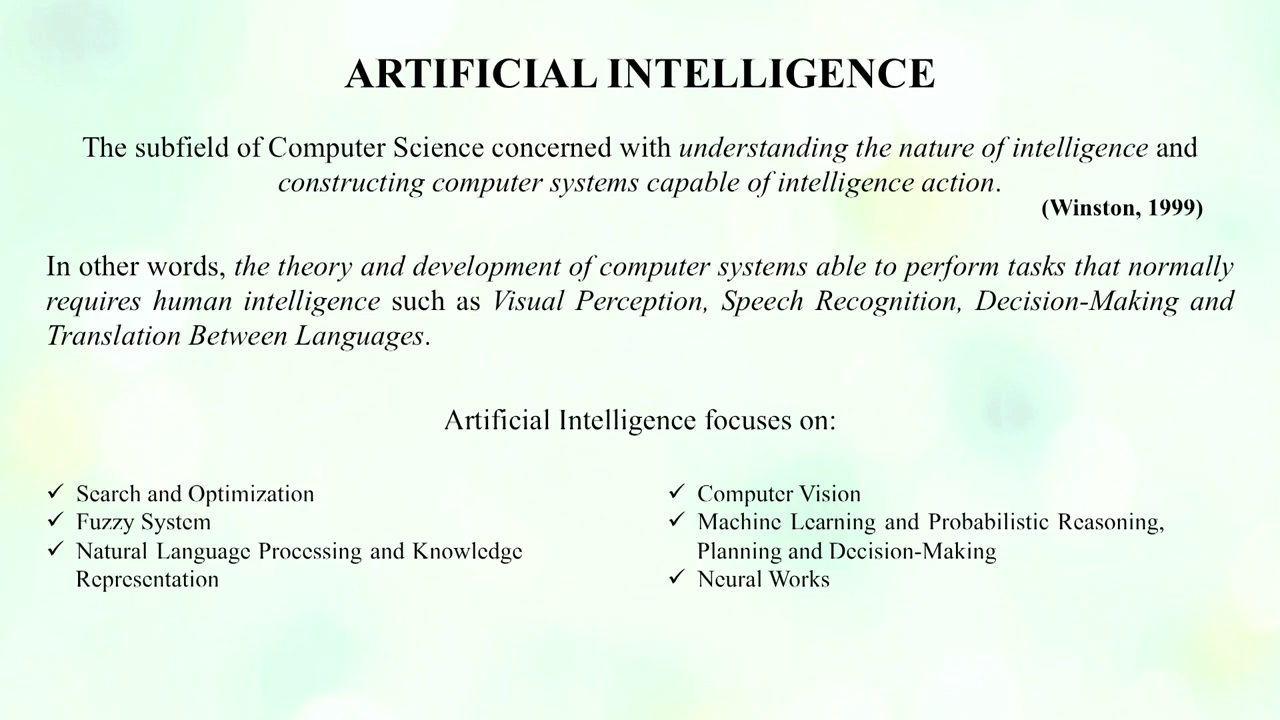 ARTIFICIAL INTELLIGENCE
The subfield of Computer Science concerned with understanding the nature of intelligence and
constructing computer systems capable of intelligence action.
(Winston, 1999)
In other words, the theory and development of computer systems able to perform tasks that normally
requires human intelligence such as Visual Perception, Speech Recognition, Decision-Making and
Translation Between Languages.
Artificial Intelligence focuses on:
✓ Search and Optimization
✓ Fuzzy System
✓ Natural Language Processing and Knowledge
Representation
✓ Computer Vision
✓ Machine Learning and Probabilistic Reasoning,
Planning and Decision-Making
✓ Neural Works